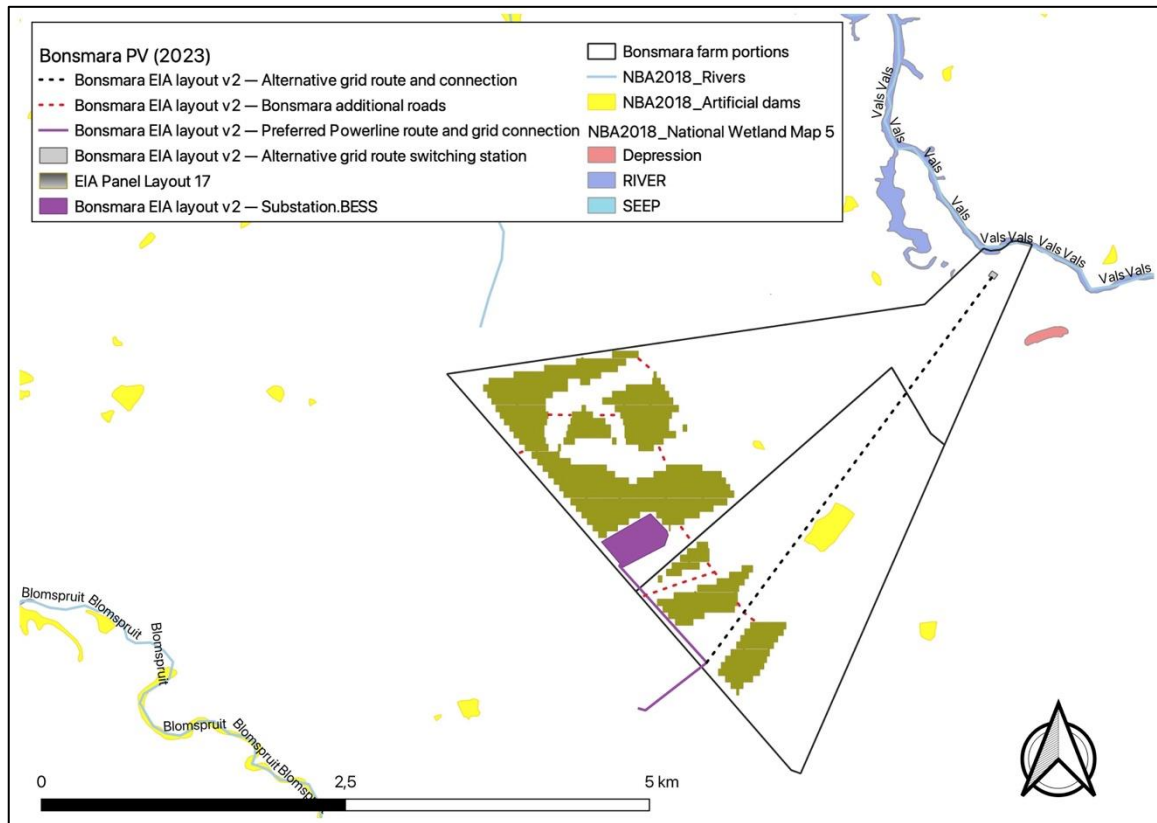 Bonsmara PV (2023)
Bonsmara EIA layout v2 — Alternative grid route and connection
Bonsmara EIA layout v2 — Bonsmara additional roads
Bonsmara EIA layout v2 — Preferred Powerline route and grid connection
Bonsmara EIA layout v2 — Alternative grid route switching station
EIA Panel Layout 17
Bonsmara EIA layout v2 — Substation.BESS
Bonsmara farm portions
NBA2018_Rivers
NBA2018_Artificial dams
NBA2018_National Wetland Map 5
Depression
RIVER
SEEP
Vals Vals
Vals
Vals
Vals
Vals Vals
Vals Vals
Vals Vals
Blomspruit
Blomspruit
Blomspruit
Blomspruit
Blomspruit
Blomspruit
0
2,5
5 km